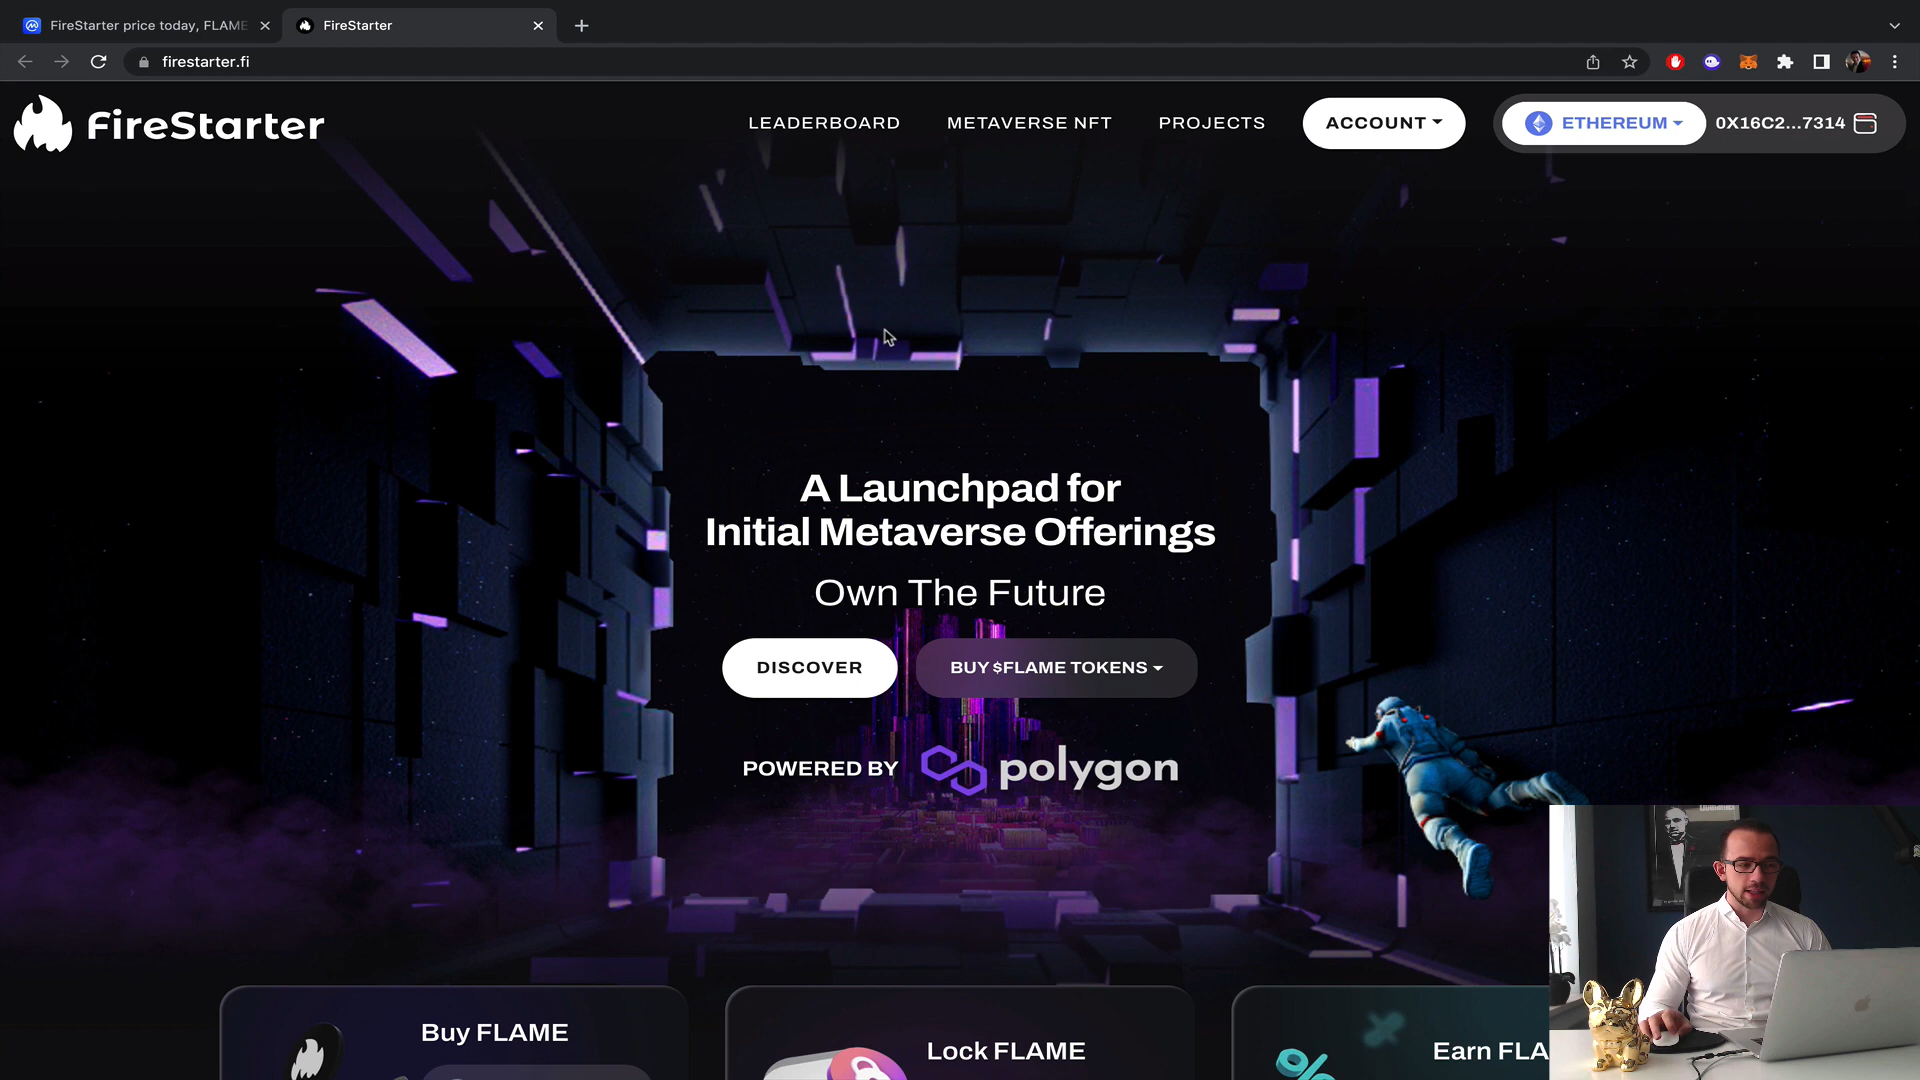 FireStarter price today, FLAME
FireStarter
firestarter.fi
FireStarter
LEADERBOARD
METAVERSE NFT
PROJECTS
ACCOUNT
ETHEREUM
0X16C2...7314
A Launchpad for
Initial Metaverse Offerings
Own The Future
DISCOVER
BUY $FLAME TOKENS
POWERED BY
polygon
Buy FLAME
Lock FLAME
Earn FLA